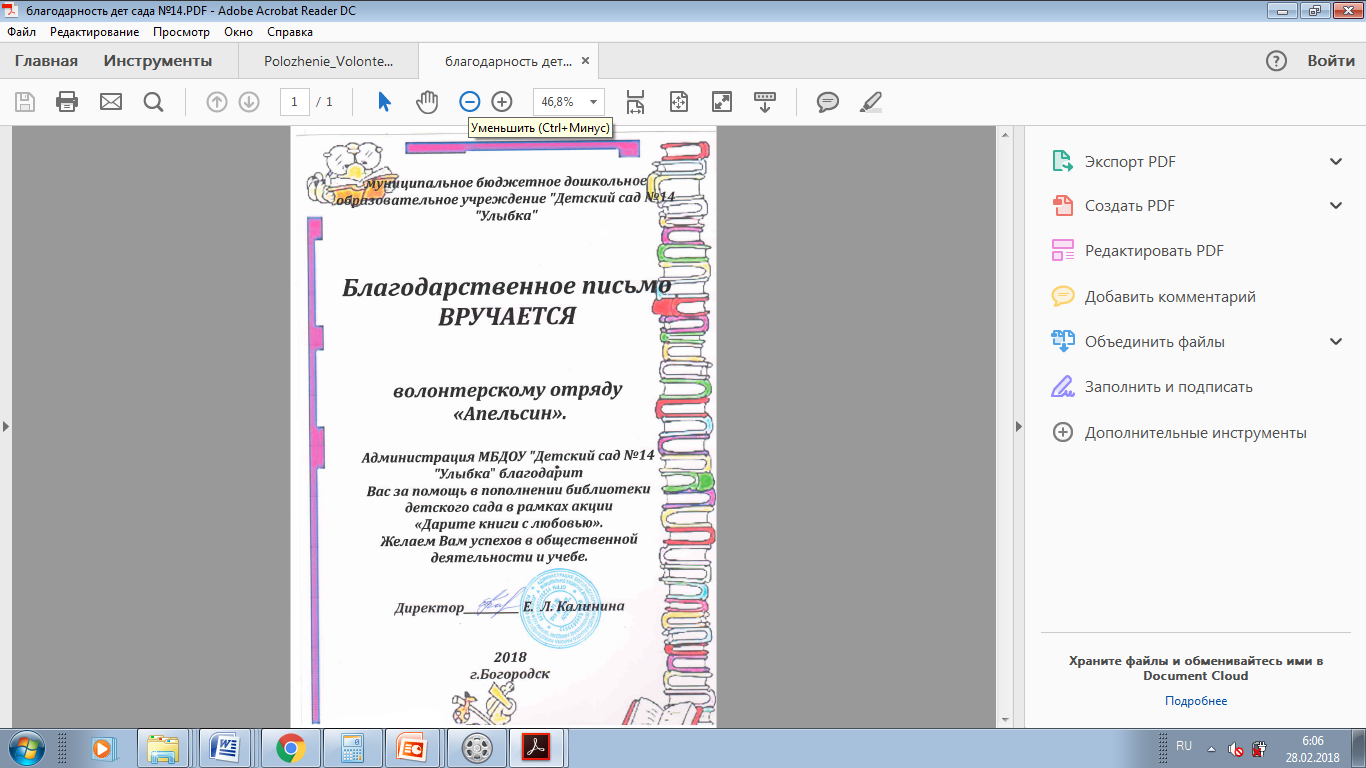 благодарность дет сада №14.PDF - Adobe Acrobat Reader DC
Файл Редактирование Просмотр Окно Справка
Главная Инструменты Polozhenie_Volonte... благодарность дет... × Войти
1 / 1 46,8%
Уменьшить (Ctrl+Минус)
муниципальное бюджетное дошкольное
образовательное учреждение "Детский сад №14
"Улыбка"
Благодарственное письмо
ВРУЧАЕТСЯ
волонтерскому отряду
«Апельсин».
Администрация МБДОУ "Детский сад №14
"Улыбка" благодарит
Вас за помощь в пополнении библиотеки
детского сада в рамках акции
«Дарите книги с любовью».
Желаем Вам успехов в общественной
деятельности и учебе.
Директор________ Е. Л. Калинина
2018
г.Богородск
Экспорт PDF
Создать PDF
Редактировать PDF
Добавить комментарий
Объединить файлы
Заполнить и подписать
Дополнительные инструменты
Храните файлы и обменивайтесь ими в
Document Cloud
Подробнее
RU
6:06
28.02.2018